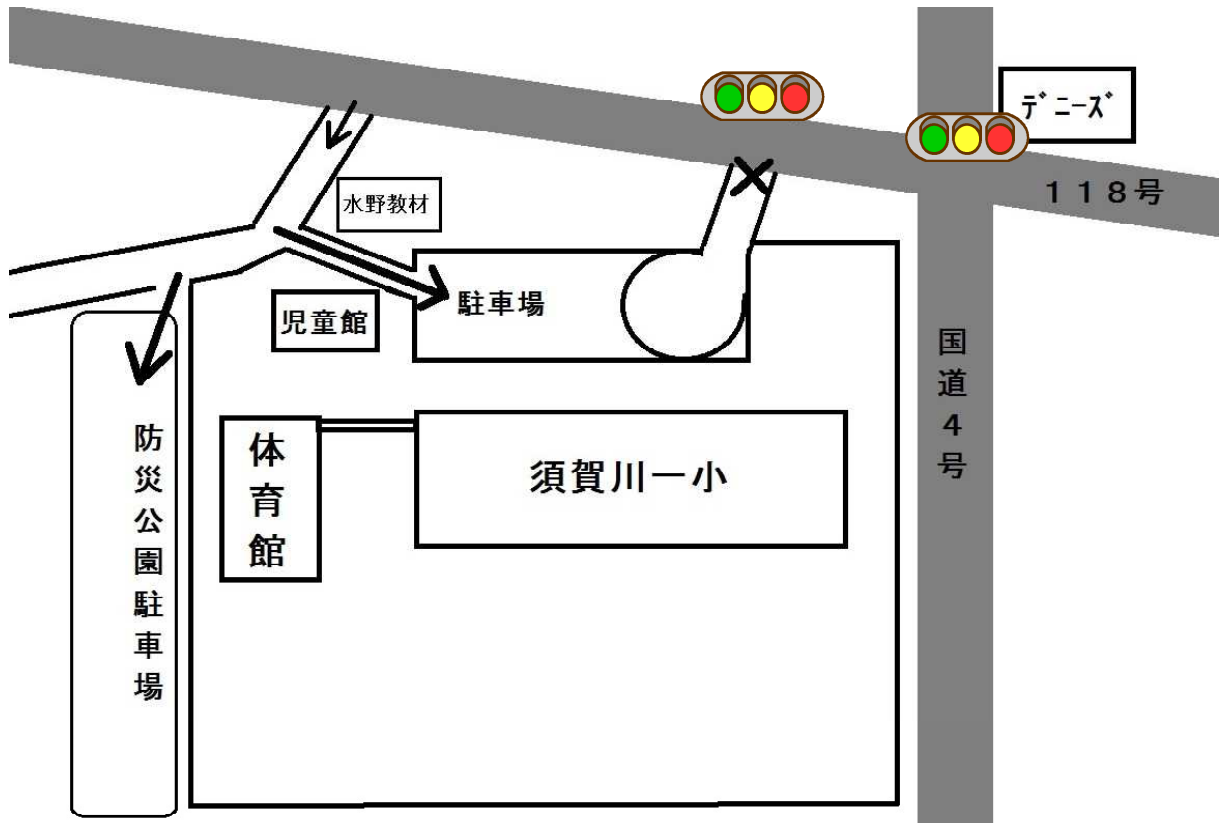 ﾃﾞﾆｰｽﾞ
１１８号
水野教材
児童館
駐車場
国道４号
体育館
須賀川一小
防災公園駐車場